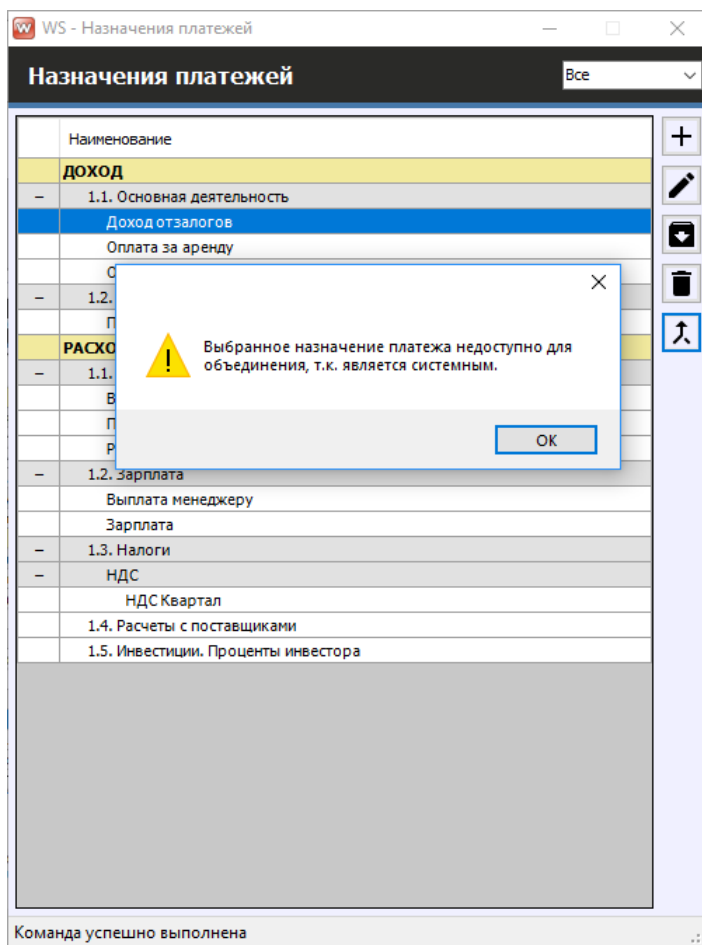 WS - Назначения платежей
Назначения платежей
Все
Наименование
ДОХОД
1.1. Основная деятельность
Доход отзалогов
Оплата за аренду
1.2.
РАСХО
Выбранное назначение платежа недоступно для
объединения, т.к. является системным.
1.1.
OK
1.2. Зарплата
Выплата менеджеру
Зарплата
1.3. Налоги
НДС
НДС Квартал
1.4. Расчеты с поставщиками
1.5. Инвестиции. Проценты инвестора
Команда успешно выполнена